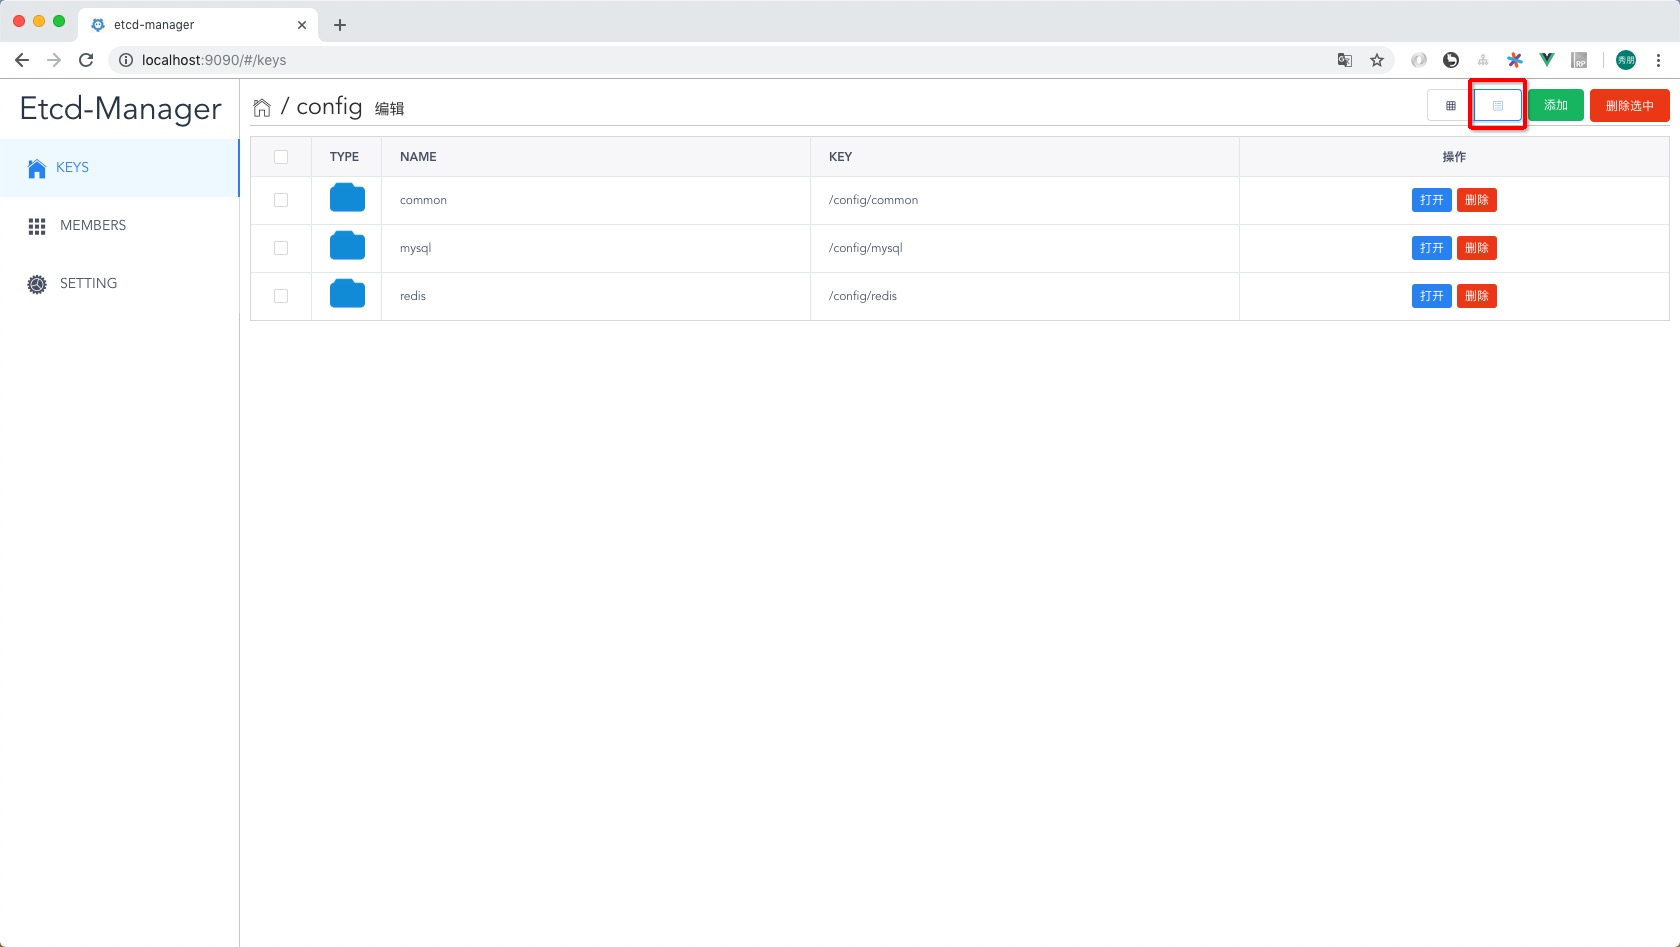 etcd-manager
localhost:9090/#/keys
秀朋
Etcd-Manager
/ config 编辑
添加
删除选中
KEYS
MEMBERS
SETTING
TYPE NAME KEY 操作
common /config/common 打开 删除
mysql /config/mysql 打开 删除
redis /config/redis 打开 删除